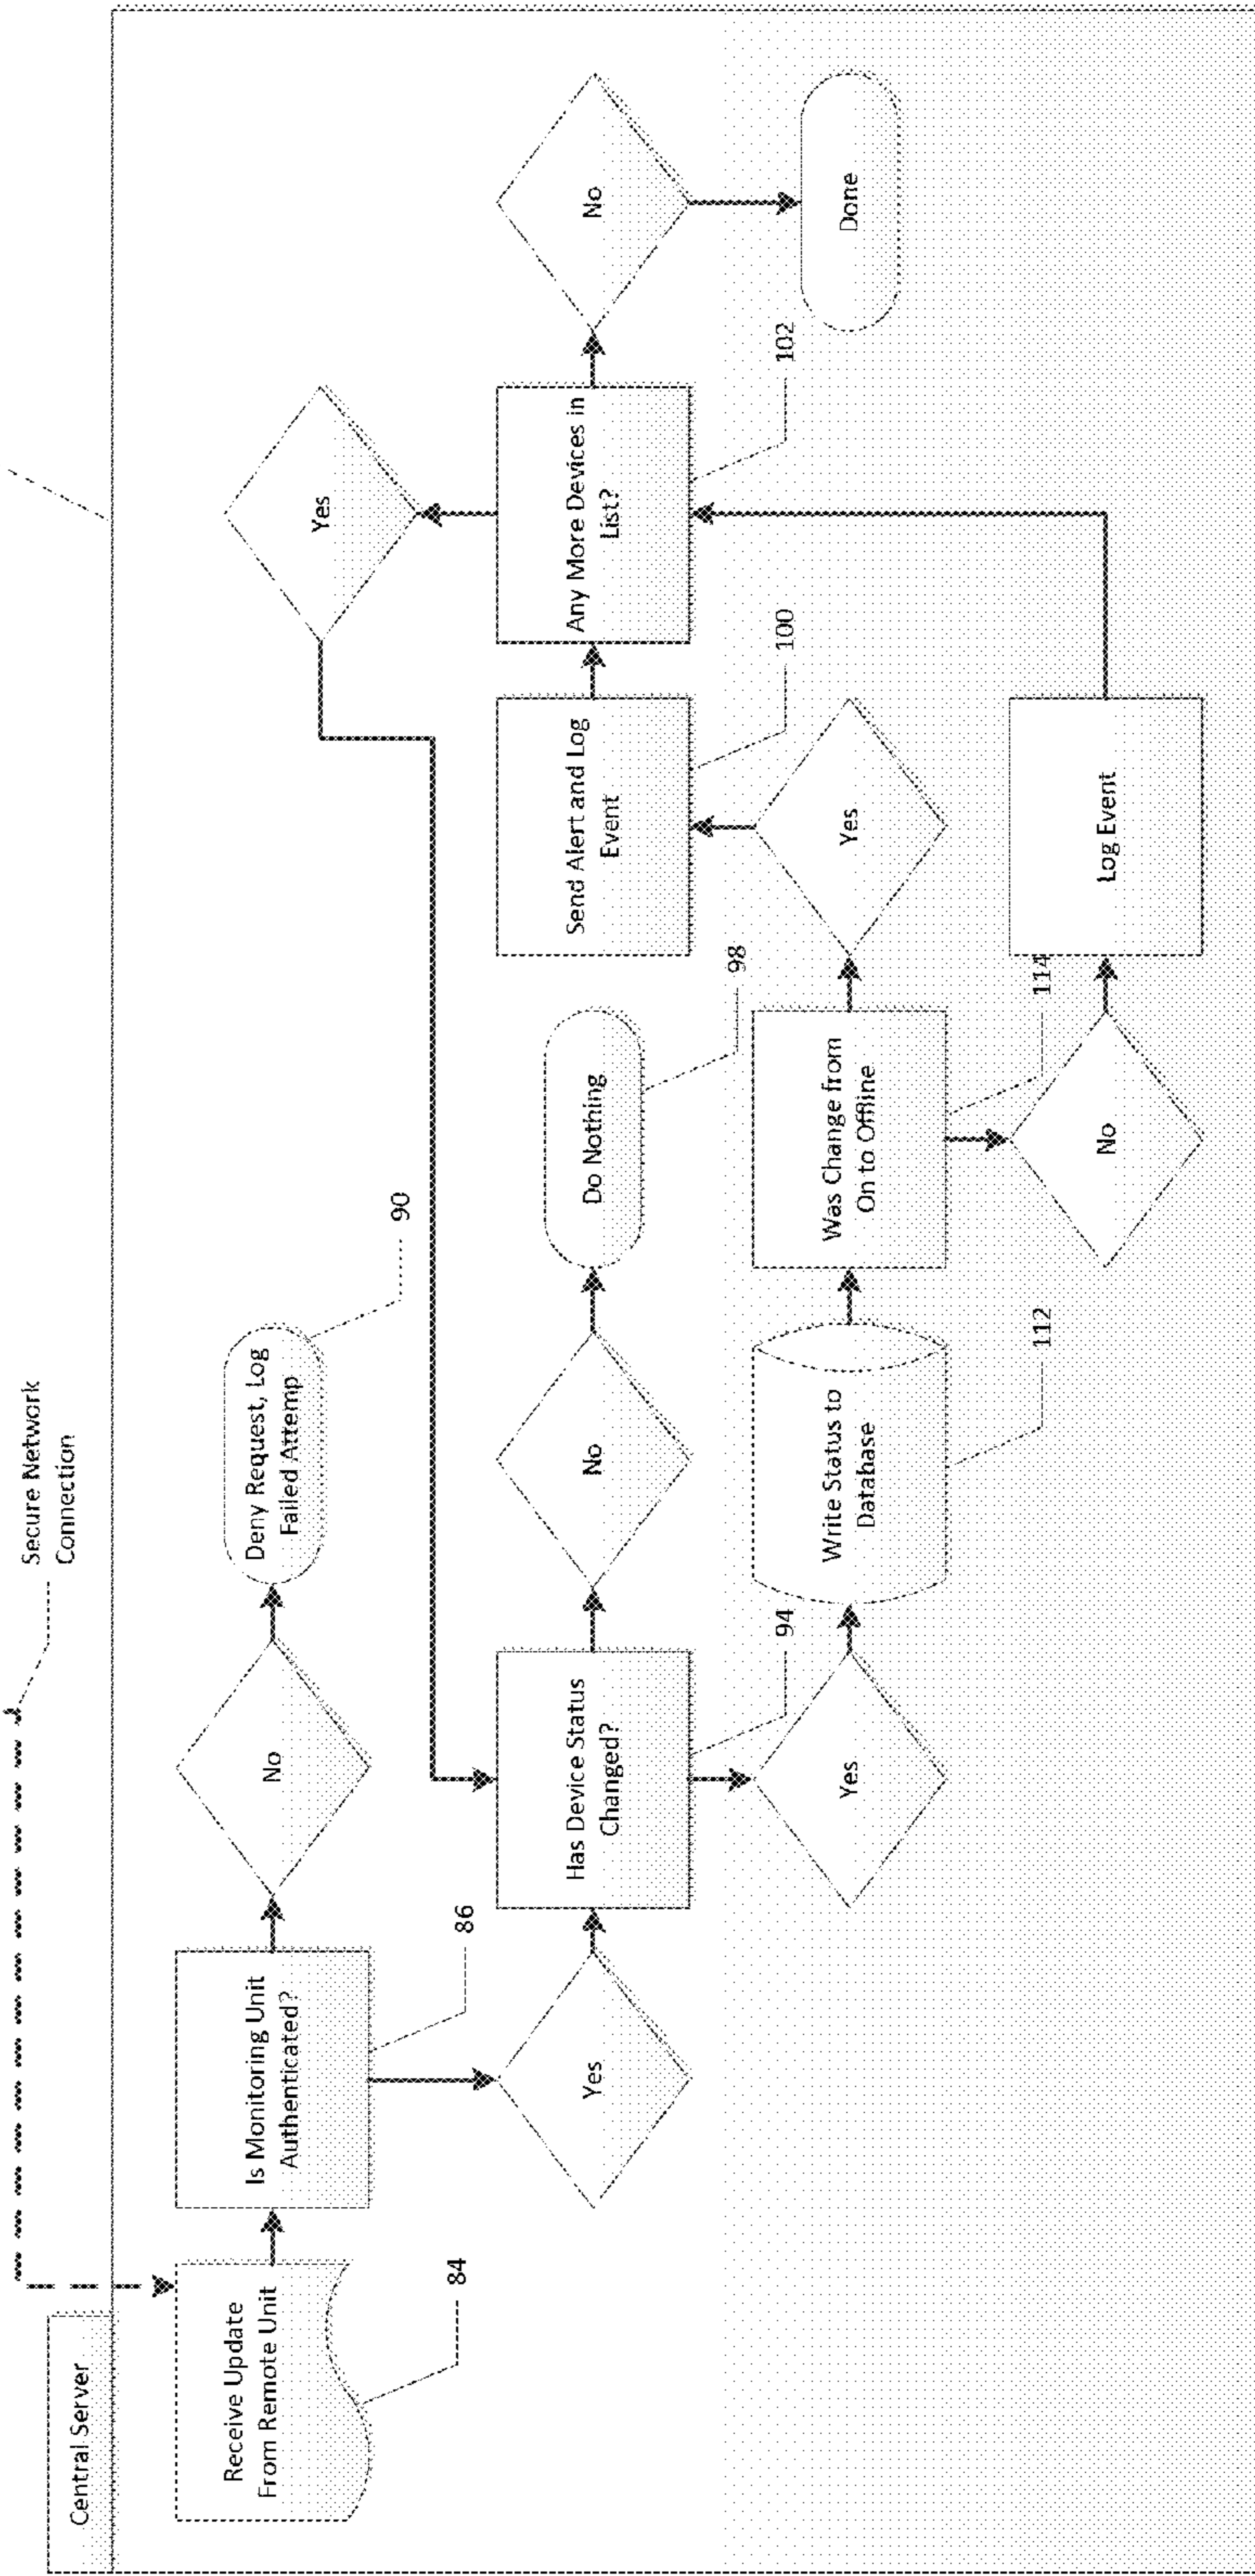 Secure Network
Connection
Central Server
Receive Update
From Remote Unit
84
Is Monitoring Unit
Authenticated?
86
No
Deny Request, Log
Failed Attemp
90
Yes
Has Device Status
Changed?
94
No
Do Nothing
98
Yes
Write Status to
Database
112
Was Change from
On to Offline
114
Yes
Send Alert and Log
Event
100
No
Log Event
Any More Devices in
List?
102
Yes
No
Done